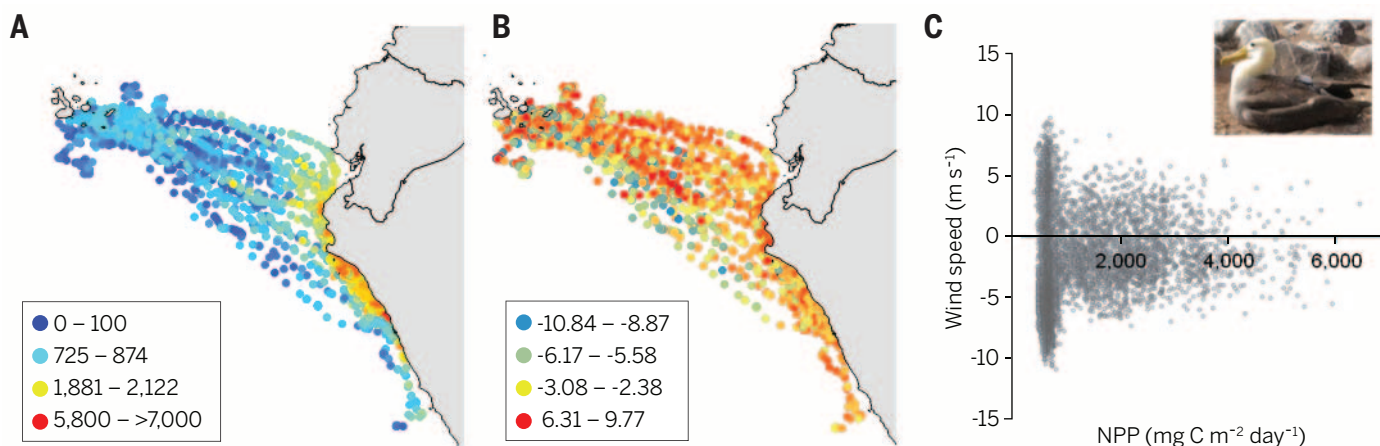 A
B
C
0 – 100
725 – 874
1,881 – 2,122
5,800 – >7,000
-10.84 – -8.87
-6.17 – -5.58
-3.08 – -2.38
6.31 – 9.77
Wind speed (m s⁻¹)
15
10
5
0
-5
-10
-15
2,000
4,000
6,000
NPP (mg C m⁻² day⁻¹)